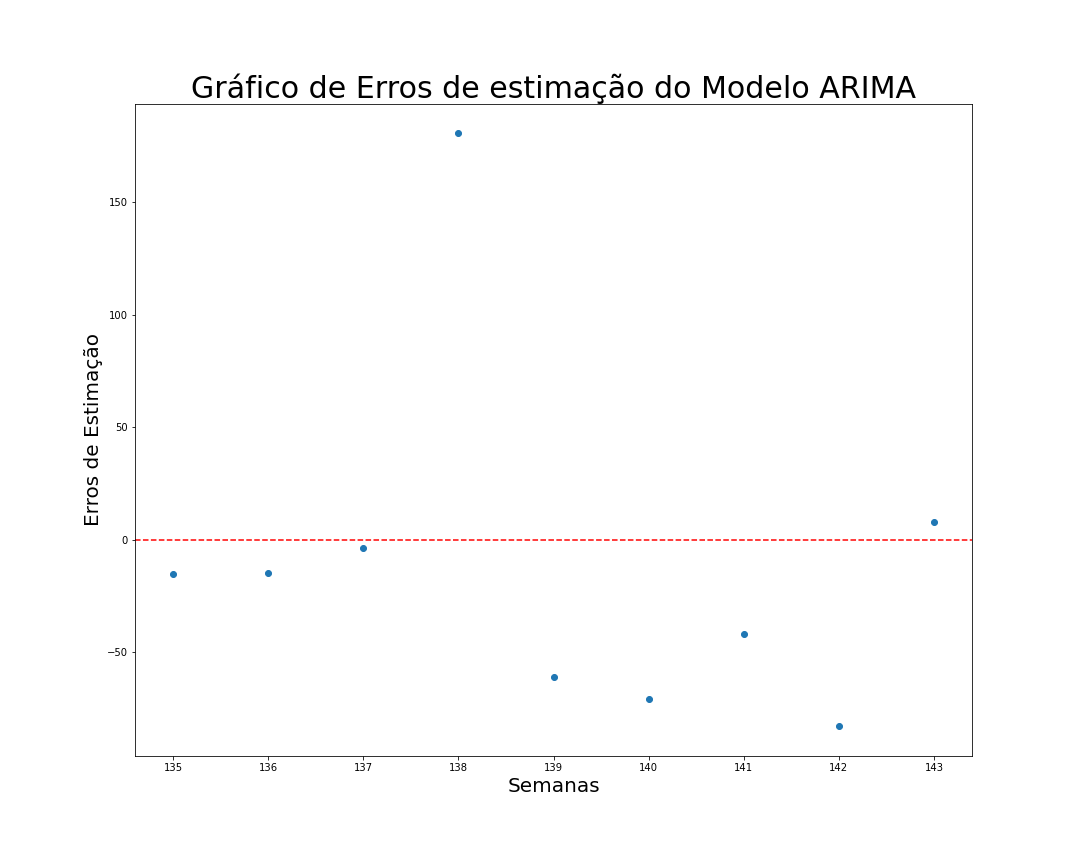 Gráfico de Erros de estimação do Modelo ARIMA
Erros de Estimação
150
100
50
0
−50
135 136 137 138 139 140 141 142 143
Semanas